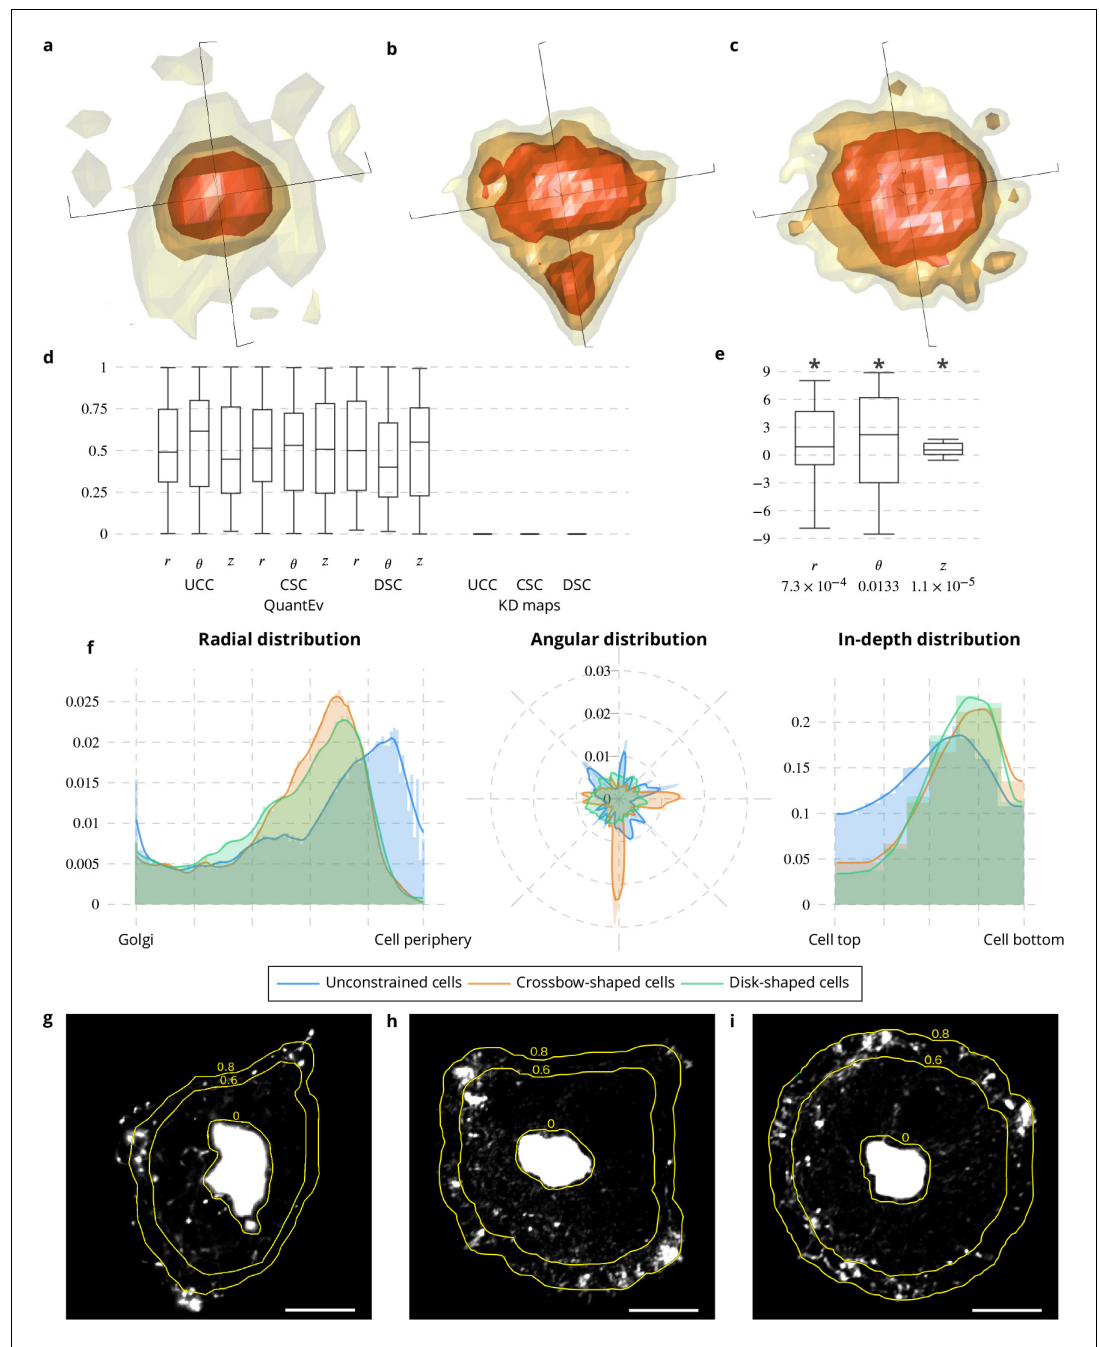 a
b
c
d
1
0.75
0.5
0.25
0
r θ z r θ z r θ z
UCC CSC DSC UCC CSC DSC
QuantEv KD maps
e
* * *
9
6
3
0
−3
−6
−9
r θ z
7.3 × 10⁻⁴ 0.0133 1.1 × 10⁻⁵
f
Radial distribution
0.025
0.02
0.015
0.01
0.005
0
Golgi Cell periphery
Angular distribution
0.03
0.02
0.01
0
In-depth distribution
0.2
0.15
0.1
0.05
0
Cell top Cell bottom
Unconstrained cells Crossbow-shaped cells Disk-shaped cells
g
0.8
0.6
0
h
0.8
0.6
0
i
0.8
0.6
0